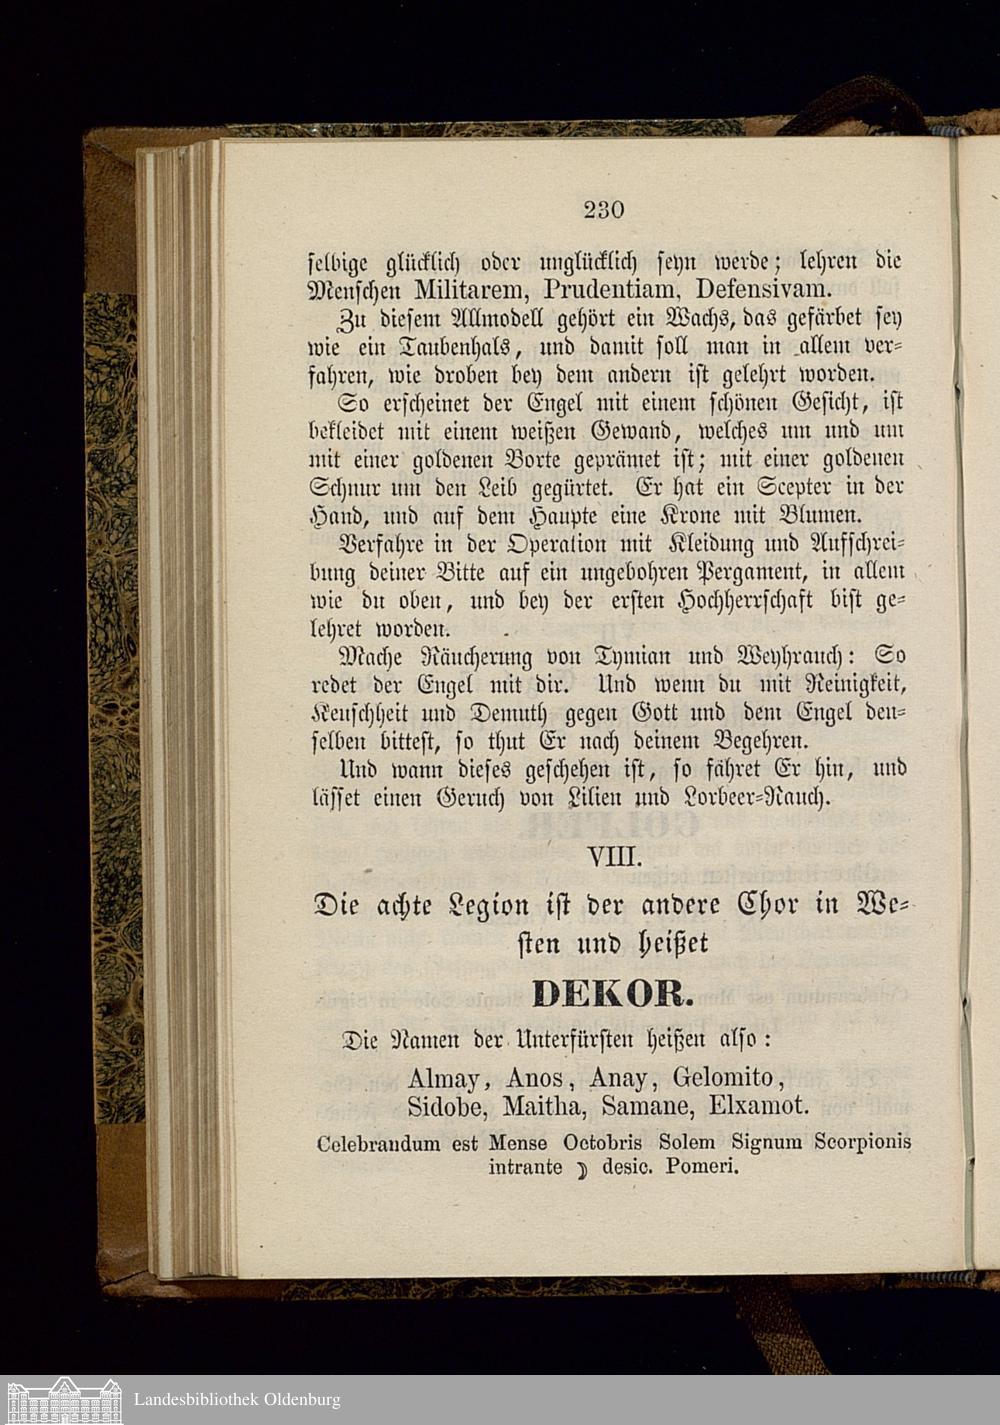 230
selbige glücklich oder unglücklich seyn werde; lehren die
Menschen Militarem, Prudentiam, Defensivam.
Zu diesem Allmodell gehört ein Wachs, das gefärbet sey
wie ein Taubenhals, und damit soll man in allem ver-
fahren, wie droben bey dem andern ist gelehrt worden.
So erscheinet der Engel mit einem schönen Gesicht, ist
bekleidet mit einem weißen Gewand, welches um und um
mit einer goldenen Borte geprämet ist; mit einer goldenen
Schnur um den Leib gegürtet. Er hat ein Scepter in der
Hand, und auf dem Haupte eine Krone mit Blumen.
Verfahre in der Operation mit Kleidung und Aufschrei-
bung deiner Bitte auf ein ungebohren Pergament, in allem
wie du oben, und bey der ersten Hochherrschaft bist ge-
lehret worden.
Mache Räucherung von Tymian und Weyhrauch: So
redet der Engel mit dir. Und wenn du mit Reinigkeit,
Keuschheit und Demuth gegen Gott und dem Engel den-
selben bittest, so thut Er nach deinem Begehren.
Und wann dieses geschehen ist, so fähret Er hin, und
lässet einen Geruch von Lilien und Lorbeer-Rauch.
VIII.
Die achte Legion ist der andere Chor in We-
sten und heißet
DEKOR.
Die Namen der Unterfürsten heißen also:
Almay, Anos, Anay, Gelomito,
Sidobe, Maitha, Samane, Elxamot.
Celebrandum est Mense Octobris Solem Signum Scorpionis
intrante ☽ desic. Pomeri.
Landesbibliothek Oldenburg